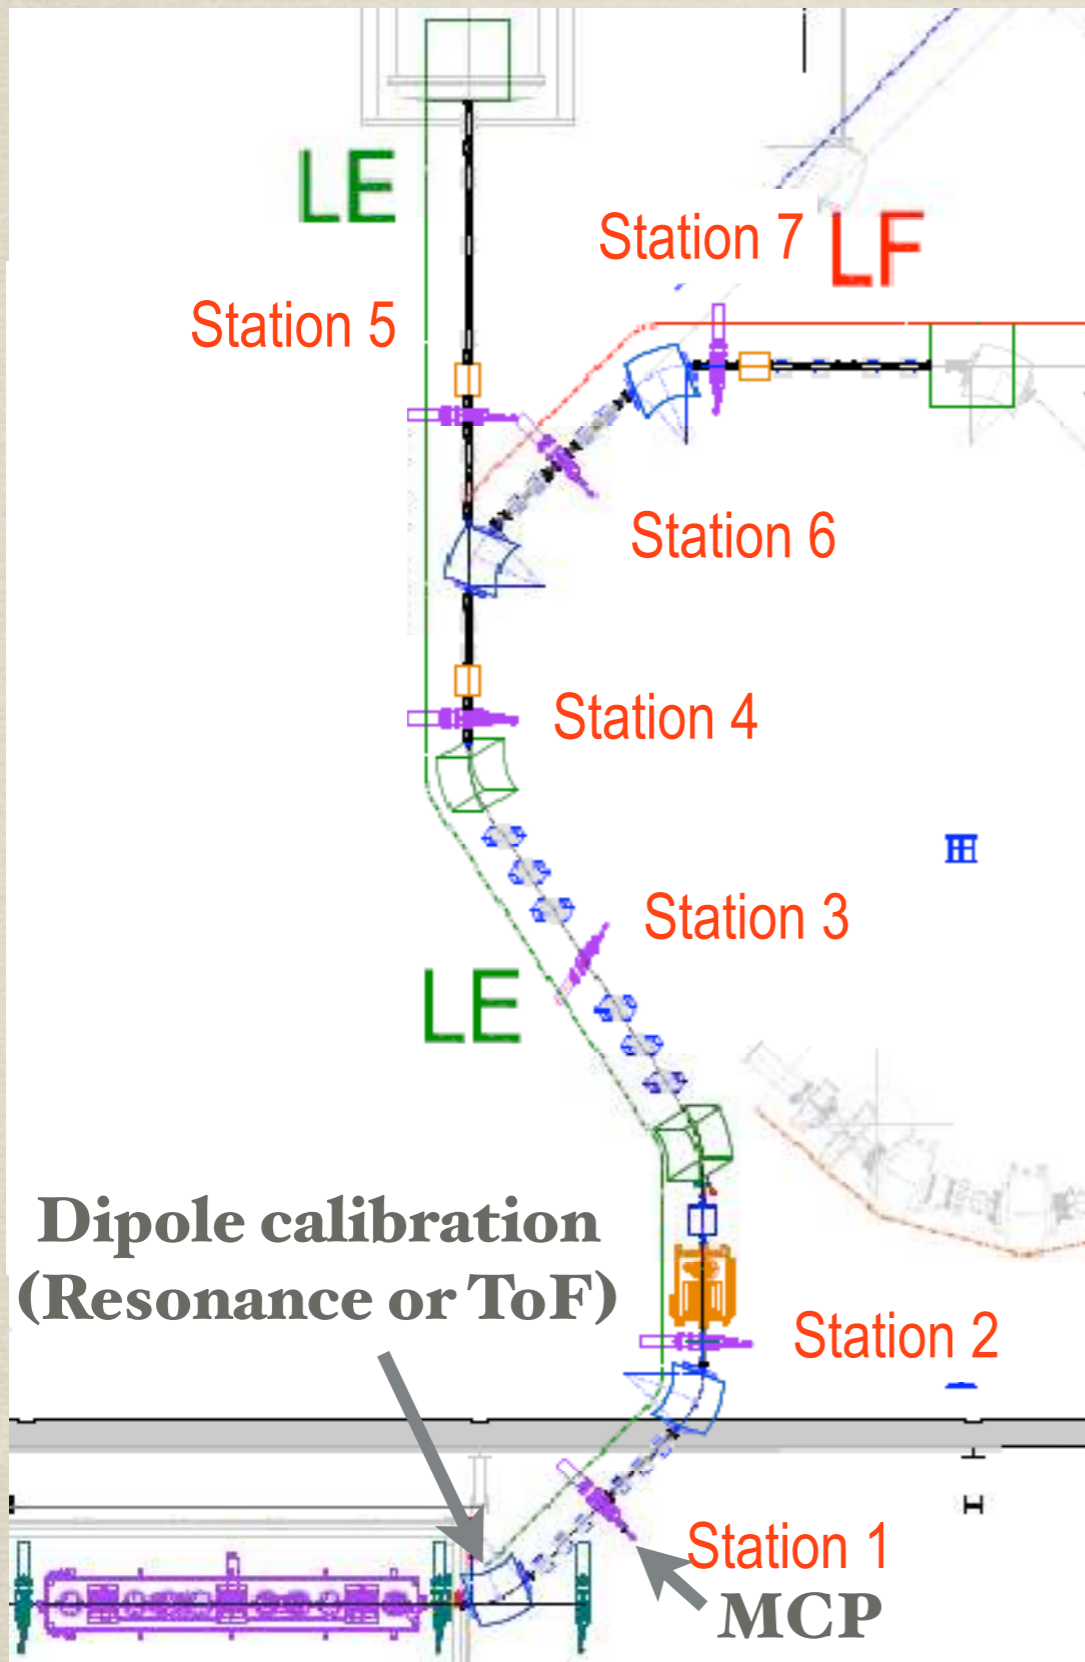 LE
Station 7
LF
Station 5
Station 6
Station 4
Station 3
LE
Dipole calibration
(Resonance or ToF)
Station 2
Station 1
MCP